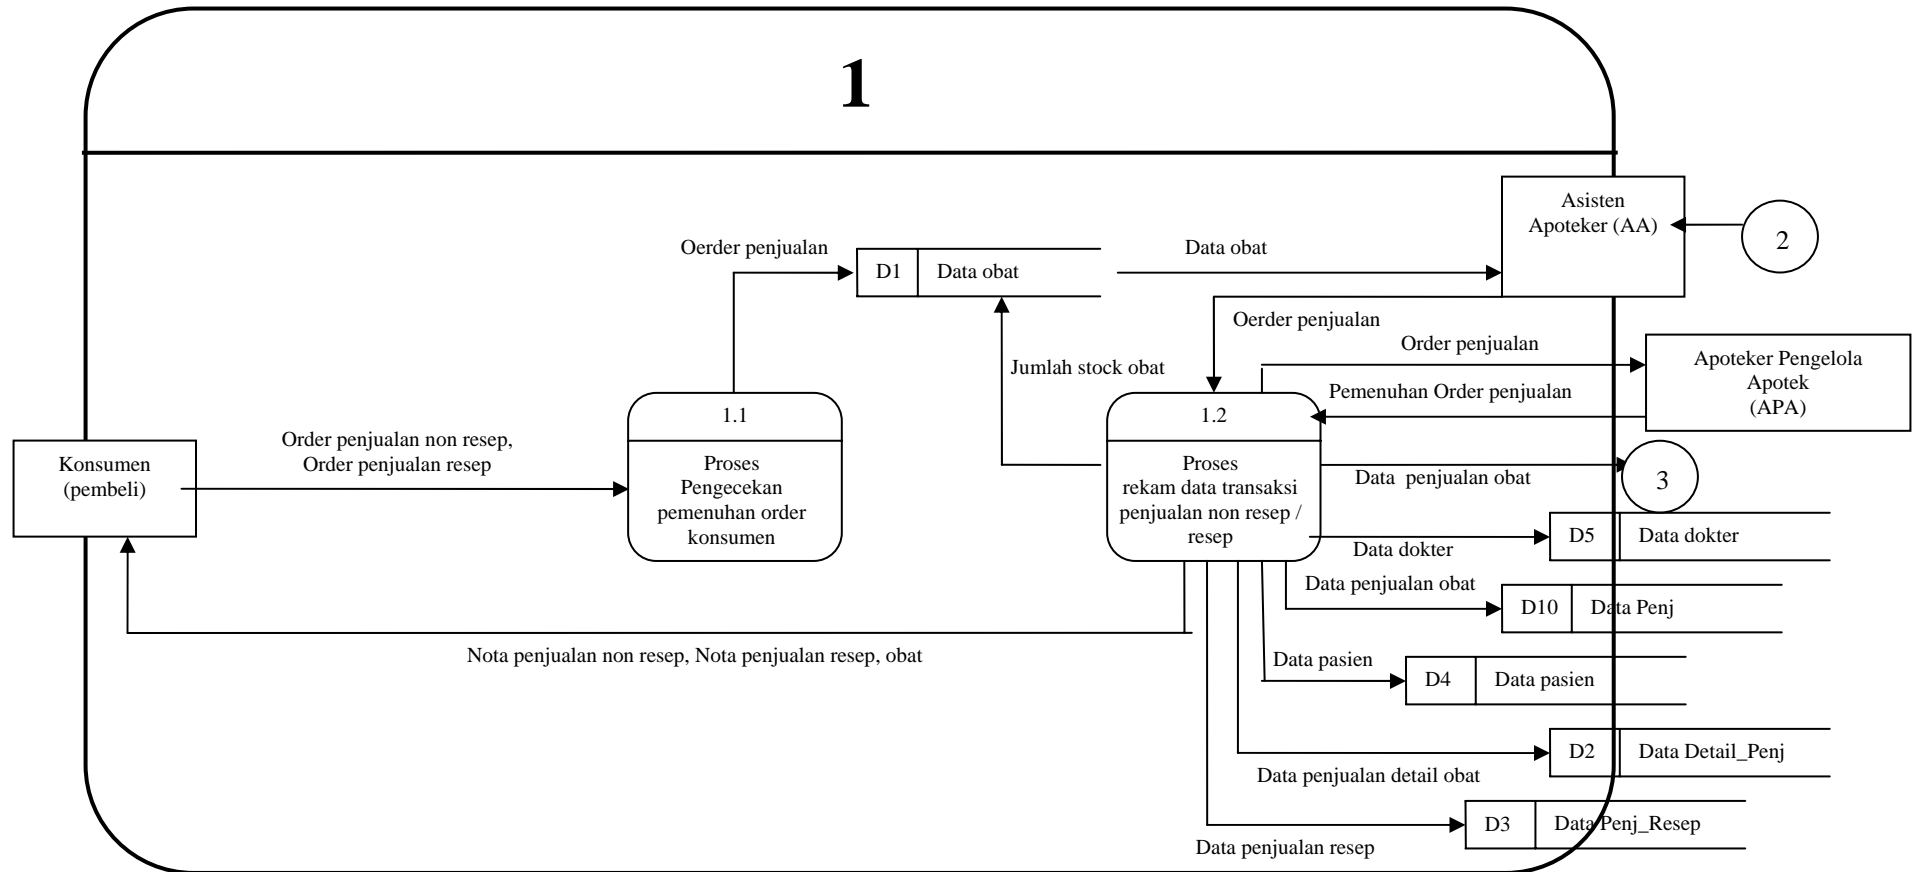 1
Asisten
Apoteker (AA)
2
Oerder penjualan
D1
Data obat
Data obat
Oerder penjualan
Order penjualan
Apoteker Pengelola
Apotek
(APA)
Jumlah stock obat
Pemenuhan Order penjualan
1.1
1.2
Konsumen
(pembeli)
Order penjualan non resep,
Order penjualan resep
Proses
Pengecekan
pemenuhan order
konsumen
Proses
rekam data transaksi
penjualan non resep /
resep
Data penjualan obat
3
Data dokter
D5
Data dokter
Data penjualan obat
D10
Data Penj
Nota penjualan non resep, Nota penjualan resep, obat
Data pasien
D4
Data pasien
D2
Data Detail_Penj
Data penjualan detail obat
D3
Data Penj_Resep
Data penjualan resep